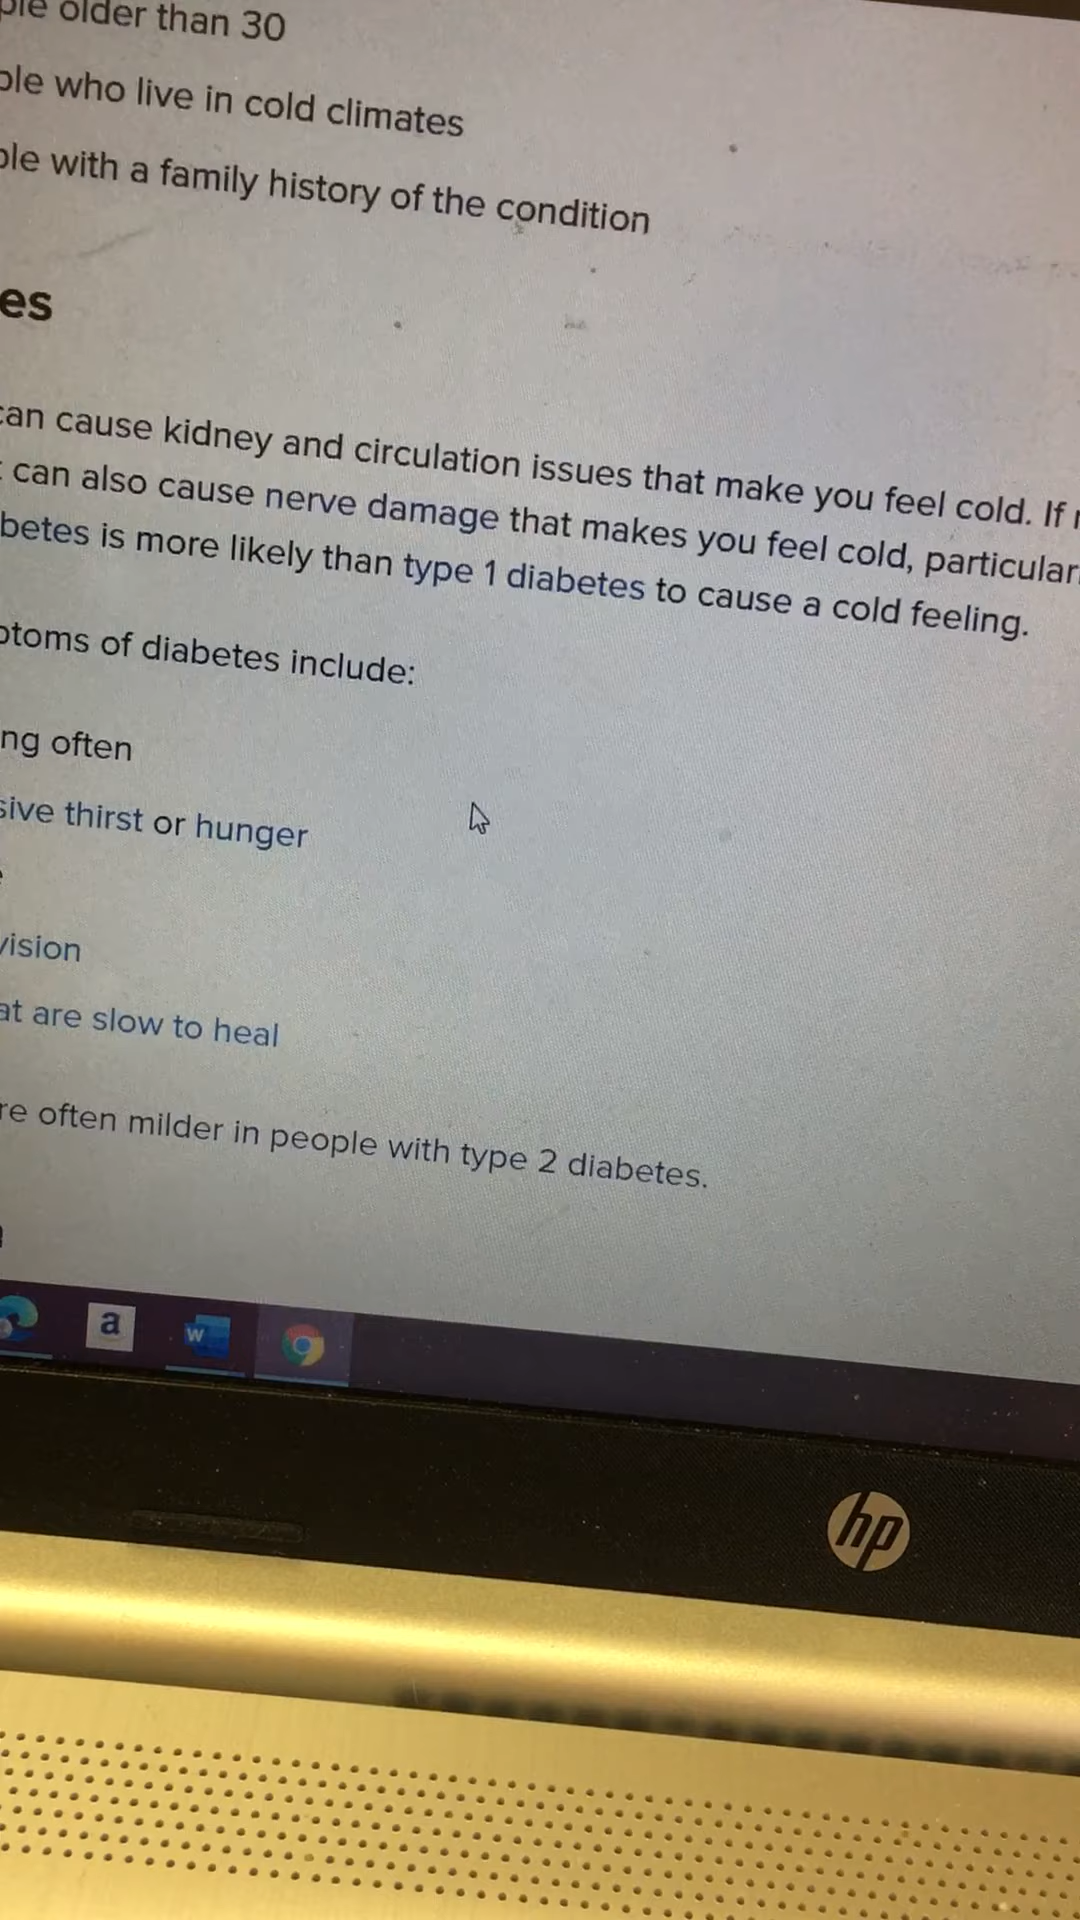 ple older than 30
ple who live in cold climates
ple with a family history of the condition
es
can cause kidney and circulation issues that make you feel cold. If
can also cause nerve damage that makes you feel cold, particular
betes is more likely than type 1 diabetes to cause a cold feeling.
ptoms of diabetes include:
ng often
sive thirst or hunger
vision
at are slow to heal
re often milder in people with type 2 diabetes.
a
W
hp